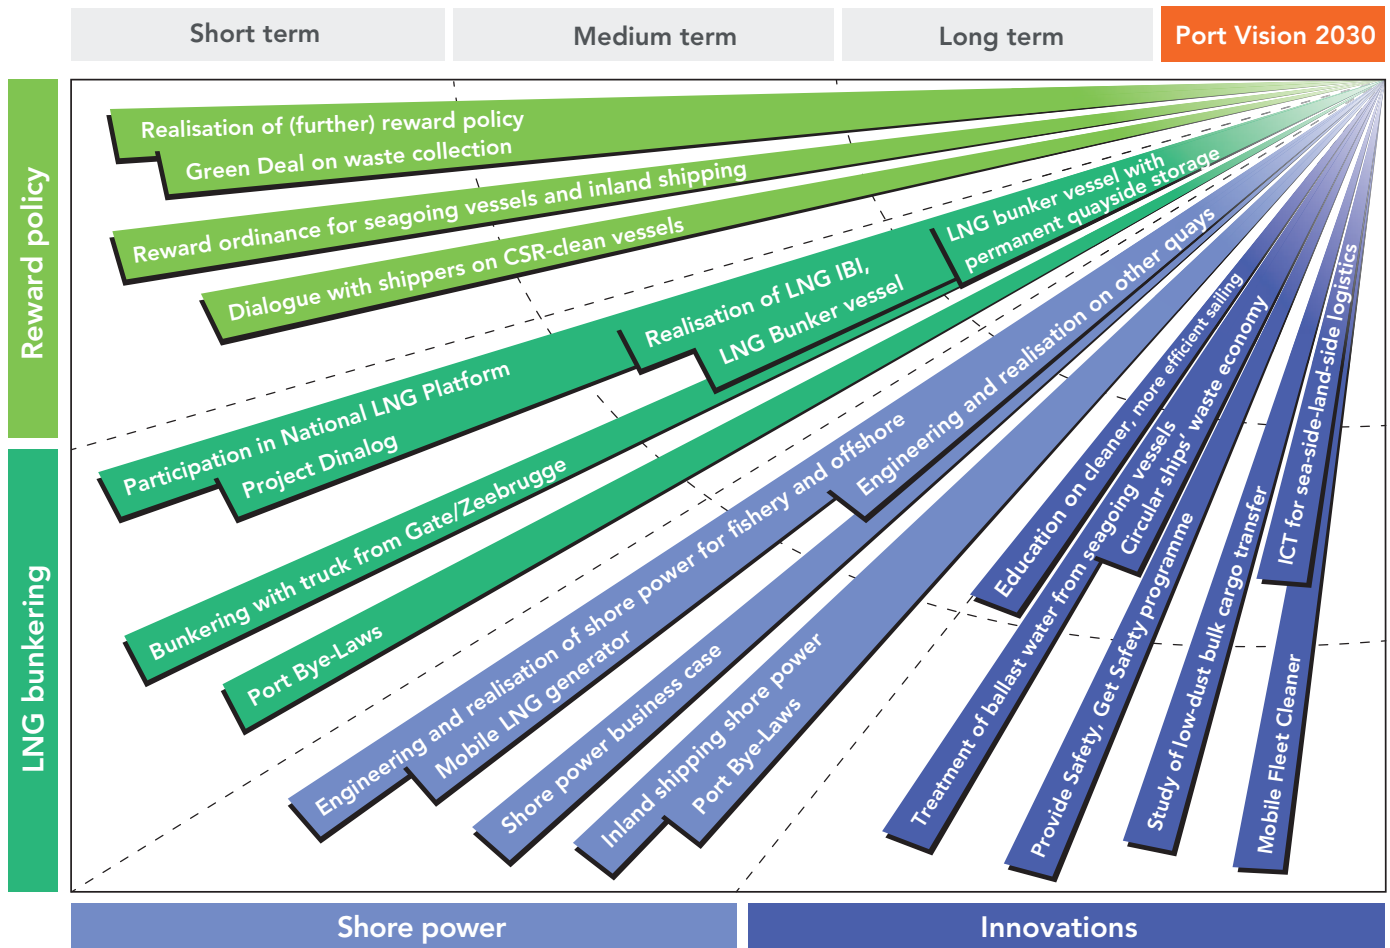 Short term
Medium term
Long term
Port Vision 2030
Reward policy
LNG bunkering
Realisation of (further) reward policy
Green Deal on waste collection
Reward ordinance for seagoing vessels and inland shipping
Dialogue with shippers on CSR-clean vessels
Participation in National LNG Platform
Project Dinalog
Realisation of LNG IBI,
LNG Bunker vessel
LNG bunker vessel with
permanent quayside storage
Bunkering with truck from Gate/Zeebrugge
Port Bye-Laws
Engineering and realisation of shore power for fishery and offshore
Mobile LNG generator
Engineering and realisation on other quays
Shore power business case
Inland shipping shore power
Port Bye-Laws
Education on cleaner, more efficient sailing
Treatment of ballast water from seagoing vessels
Circular ships' waste economy
Provide Safety, Get Safety programme
Study of low-dust bulk cargo transfer
ICT for sea-side-land-side logistics
Mobile Fleet Cleaner
Shore power
Innovations